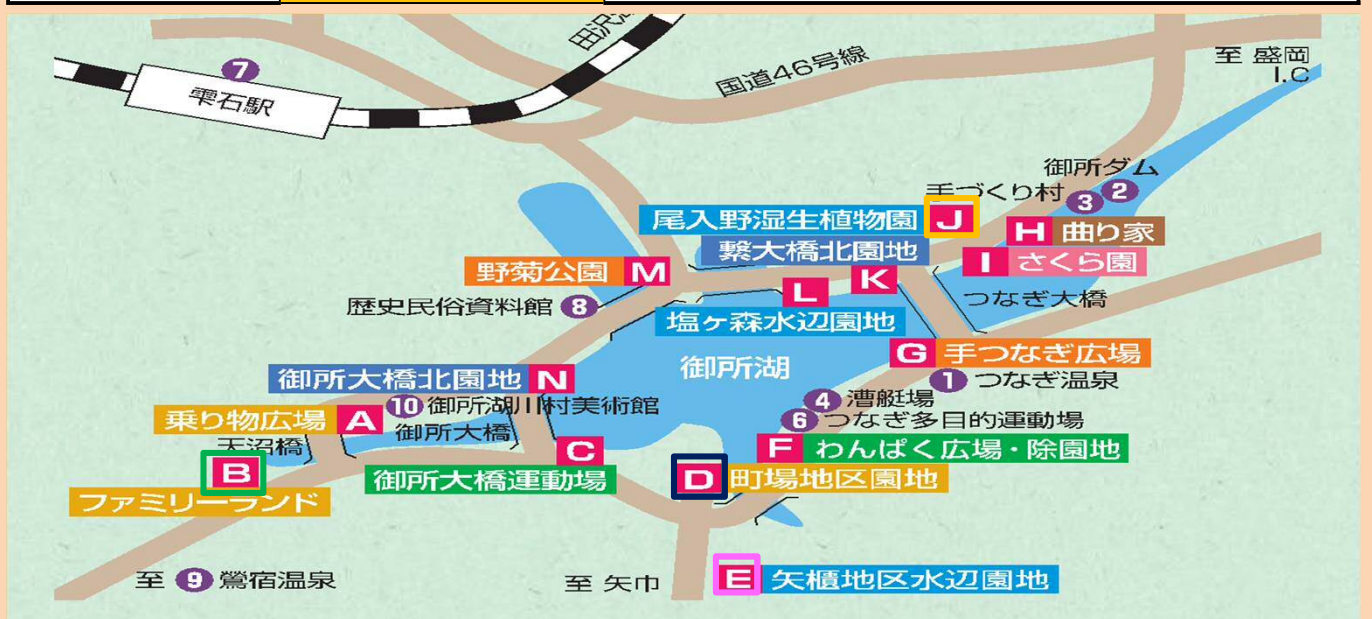 田沢湖
国道46号線
至 盛岡
I.C
7
雫石駅
御所ダム
手づくり村 3 2
尾入野湿生植物園 J
H 曲り家
繋大橋北園地
K
I さくら園
野菊公園 M
L
つなぎ大橋
歴史民俗資料館 8
塩ヶ森水辺園地
G 手つなぎ広場
御所湖
1 つなぎ温泉
御所大橋北園地 N
4 漕艇場
10 御所湖川村美術館
6 つなぎ多目的運動場
乗り物広場 A
御所大橋
天沼橋
C
F わんぱく広場・除園地
B
御所大橋運動場
D 町場地区園地
ファミリーランド
至 9 鶯宿温泉
至 矢巾
E 矢櫃地区水辺園地